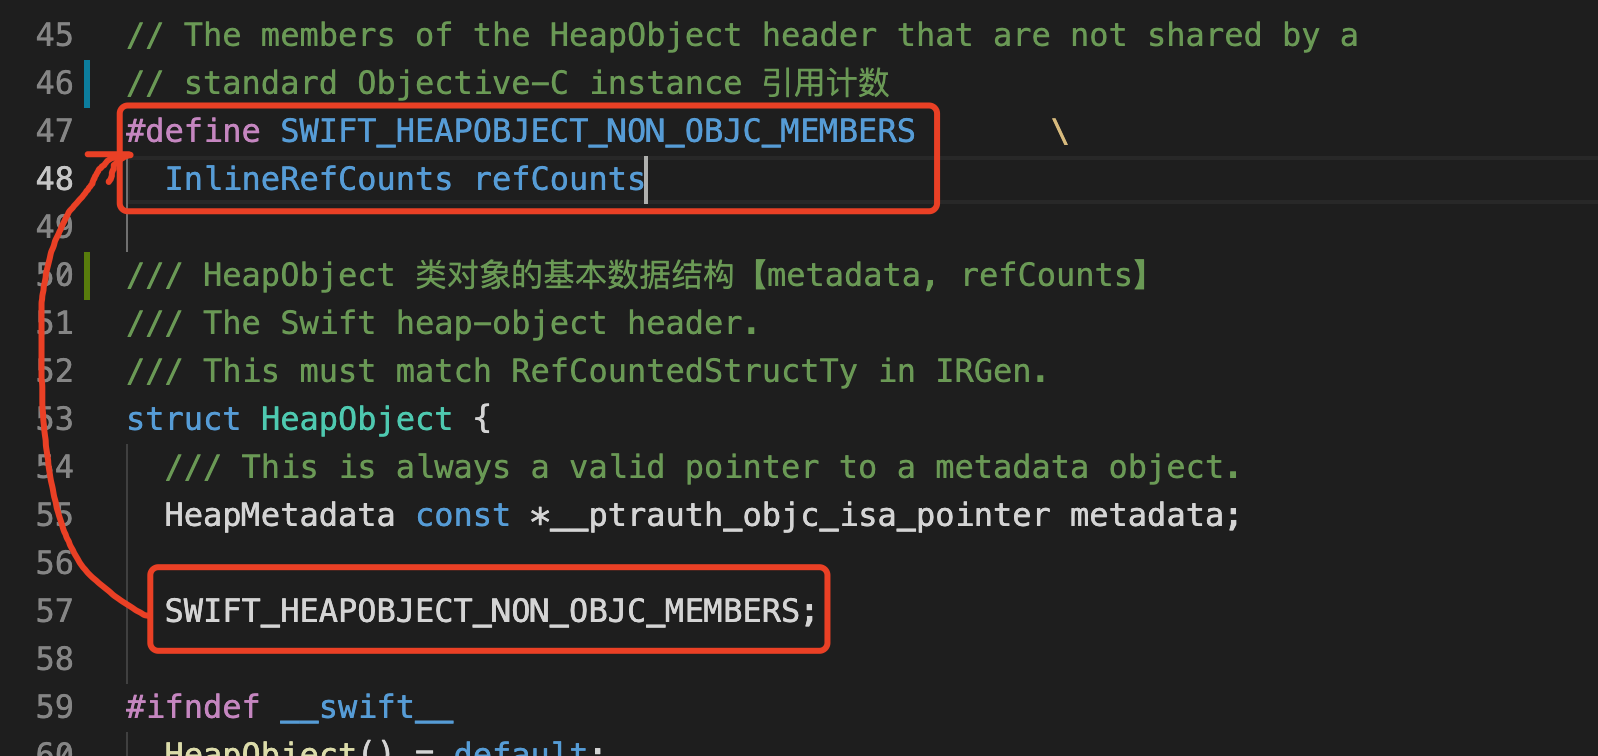 45 // The members of the HeapObject header that are not shared by a
46 // standard Objective-C instance 引用计数
47 #define SWIFT_HEAPOBJECT_NON_OBJC_MEMBERS \
48 InlineRefCounts refCounts
49
50 /// HeapObject 类对象的基本数据结构【metadata, refCounts】
51 /// The Swift heap-object header.
52 /// This must match RefCountedStructTy in IRGen.
53 struct HeapObject {
54 /// This is always a valid pointer to a metadata object.
55 HeapMetadata const *__ptrauth_objc_isa_pointer metadata;
56
57 SWIFT_HEAPOBJECT_NON_OBJC_MEMBERS;
58
59 #ifndef __swift__
60 HeapObject() = default;